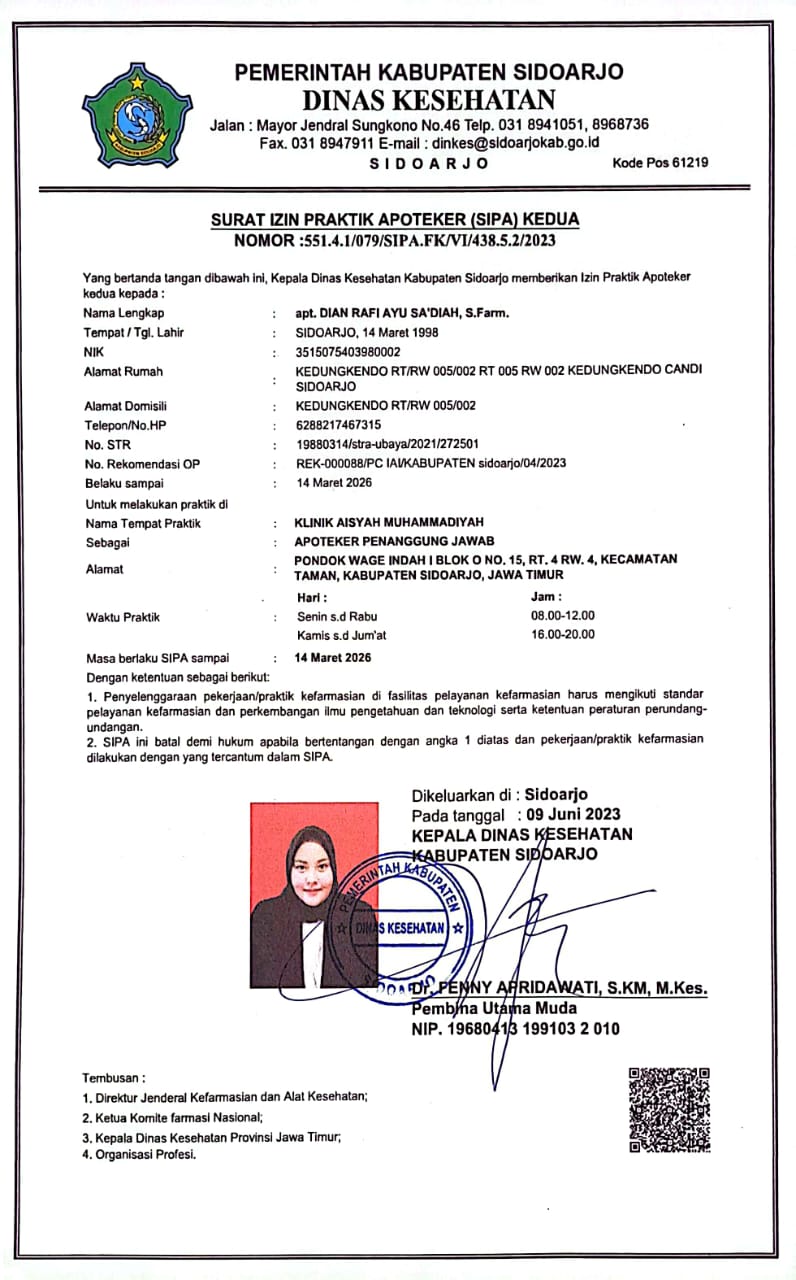 PEMERINTAH KABUPATEN SIDOARJO
DINAS KESEHATAN
Jalan : Mayor Jendral Sungkono No.46 Telp. 031 8941051, 8968736
Fax. 031 8947911 E-mail : dinkes@sidoarjokab.go.id
S I D O A R J O Kode Pos 61219
SURAT IZIN PRAKTIK APOTEKER (SIPA) KEDUA
NOMOR :551.4.1/079/SIPA.FK/VI/438.5.2/2023
Yang bertanda tangan dibawah ini, Kepala Dinas Kesehatan Kabupaten Sidoarjo memberikan Izin Praktik Apoteker
kedua kepada :
Nama Lengkap : apt. DIAN RAFI AYU SA'DIAH, S.Farm.
Tempat / Tgl. Lahir : SIDOARJO, 14 Maret 1998
NIK : 3515075403980002
Alamat Rumah : KEDUNGKENDO RT/RW 005/002 RT 005 RW 002 KEDUNGKENDO CANDI
SIDOARJO
Alamat Domisili : KEDUNGKENDO RT/RW 005/002
Telepon/No.HP : 6288217467315
No. STR : 19880314/stra-ubaya/2021/272501
No. Rekomendasi OP : REK-000088/PC IAI/KABUPATEN sidoarjo/04/2023
Belaku sampai : 14 Maret 2026
Untuk melakukan praktik di
Nama Tempat Praktik : KLINIK AISYAH MUHAMMADIYAH
Sebagai : APOTEKER PENANGGUNG JAWAB
Alamat : PONDOK WAGE INDAH I BLOK O NO. 15, RT. 4 RW. 4, KECAMATAN
TAMAN, KABUPATEN SIDOARJO, JAWA TIMUR
Hari : Jam :
Waktu Praktik : Senin s.d Rabu 08.00-12.00
Kamis s.d Jum'at 16.00-20.00
Masa berlaku SIPA sampai : 14 Maret 2026
Dengan ketentuan sebagai berikut:
1. Penyelenggaraan pekerjaan/praktik kefarmasian di fasilitas pelayanan kefarmasian harus mengikuti standar
pelayanan kefarmasian dan perkembangan ilmu pengetahuan dan teknologi serta ketentuan peraturan perundang-
undangan.
2. SIPA ini batal demi hukum apabila bertentangan dengan angka 1 diatas dan pekerjaan/praktik kefarmasian
dilakukan dengan yang tercantum dalam SIPA.
Dikeluarkan di : Sidoarjo
Pada tanggal : 09 Juni 2023
KEPALA DINAS KESEHATAN
KABUPATEN SIDOARJO
PEMERINTAH KABUPATEN
DINAS KESEHATAN
SIDOARJO
Dr. FENNY APRIDAWATI, S.KM, M.Kes.
Pembina Utama Muda
NIP. 19680413 199103 2 010
Tembusan :
1. Direktur Jenderal Kefarmasian dan Alat Kesehatan;
2. Ketua Komite farmasi Nasional;
3. Kepala Dinas Kesehatan Provinsi Jawa Timur;
4. Organisasi Profesi.